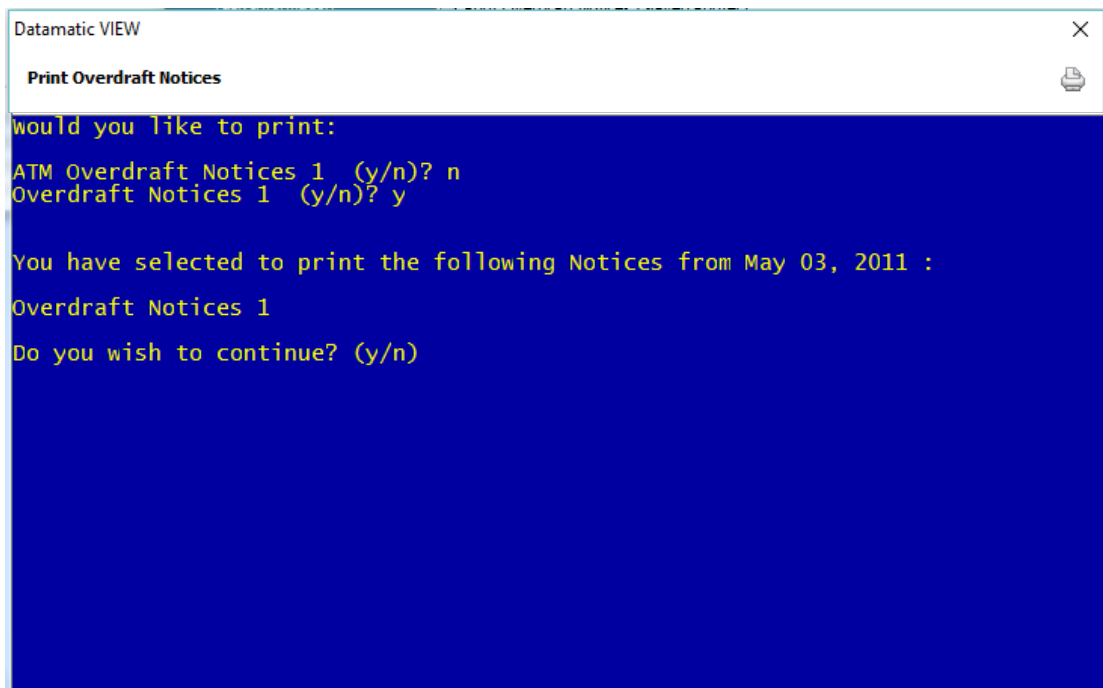 Datamatic VIEW
Print Overdraft Notices
Would you like to print:
ATM Overdraft Notices 1  (y/n)? n
Overdraft Notices 1  (y/n)? y
You have selected to print the following Notices from May 03, 2011 :
Overdraft Notices 1
Do you wish to continue? (y/n)